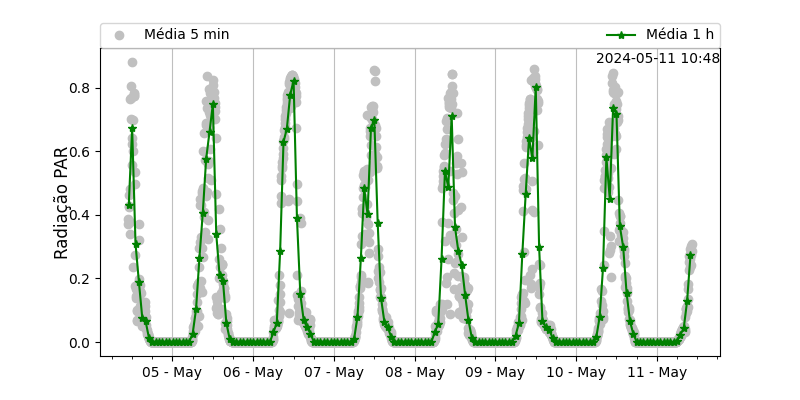 Média 5 min
Média 1 h
2024-05-11 10:48
Radiação PAR
0.8
0.6
0.4
0.2
0.0
05 - May
06 - May
07 - May
08 - May
09 - May
10 - May
11 - May